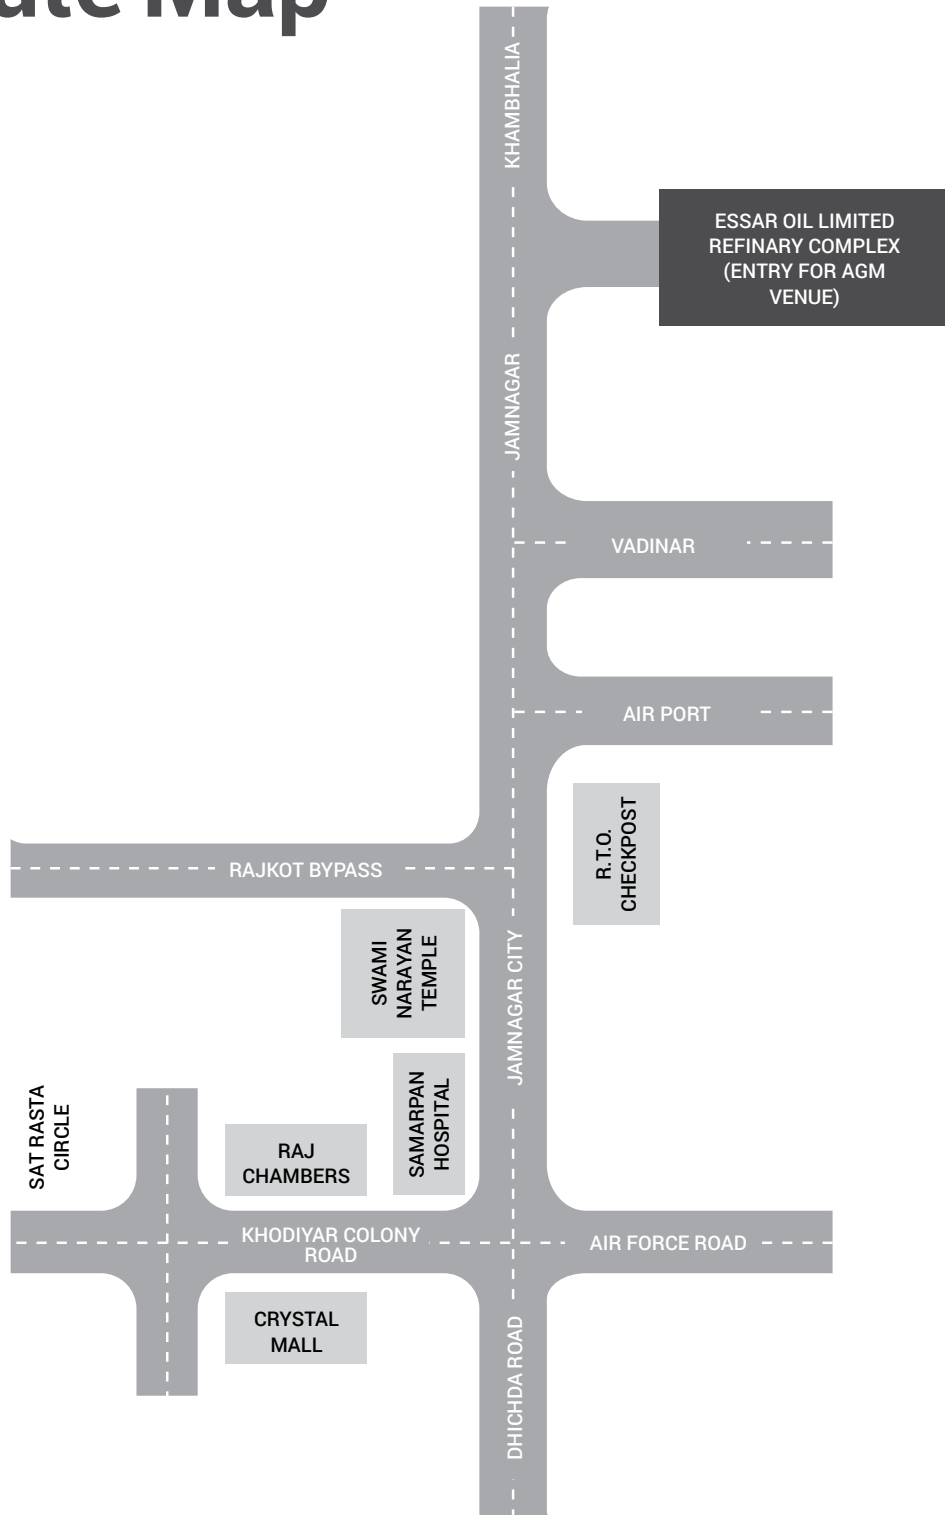 Map
KHAMBHALIA
ESSAR OIL LIMITED
REFINARY COMPLEX
(ENTRY FOR AGM
VENUE)
JAMNAGAR
VADINAR
AIR PORT
R.T.O.
CHECKPOST
RAJKOT BYPASS
SWAMI
NARAYAN
TEMPLE
JAMNAGAR CITY
SAMARPAN
HOSPITAL
SAT RASTA
CIRCLE
RAJ
CHAMBERS
KHODIYAR COLONY
ROAD
AIR FORCE ROAD
CRYSTAL
MALL
DHICHDA ROAD